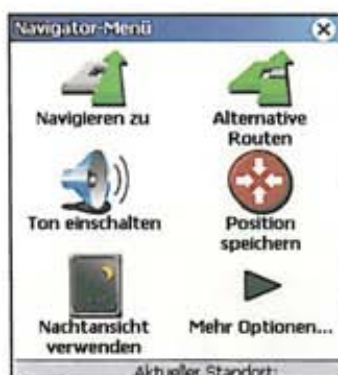 Navigator-Menü
Navigieren zu
Alternative
Routen
Ton einschalten
Position
speichern
Nachtansicht
verwenden
Mehr Optionen...
Aktueller Standort: